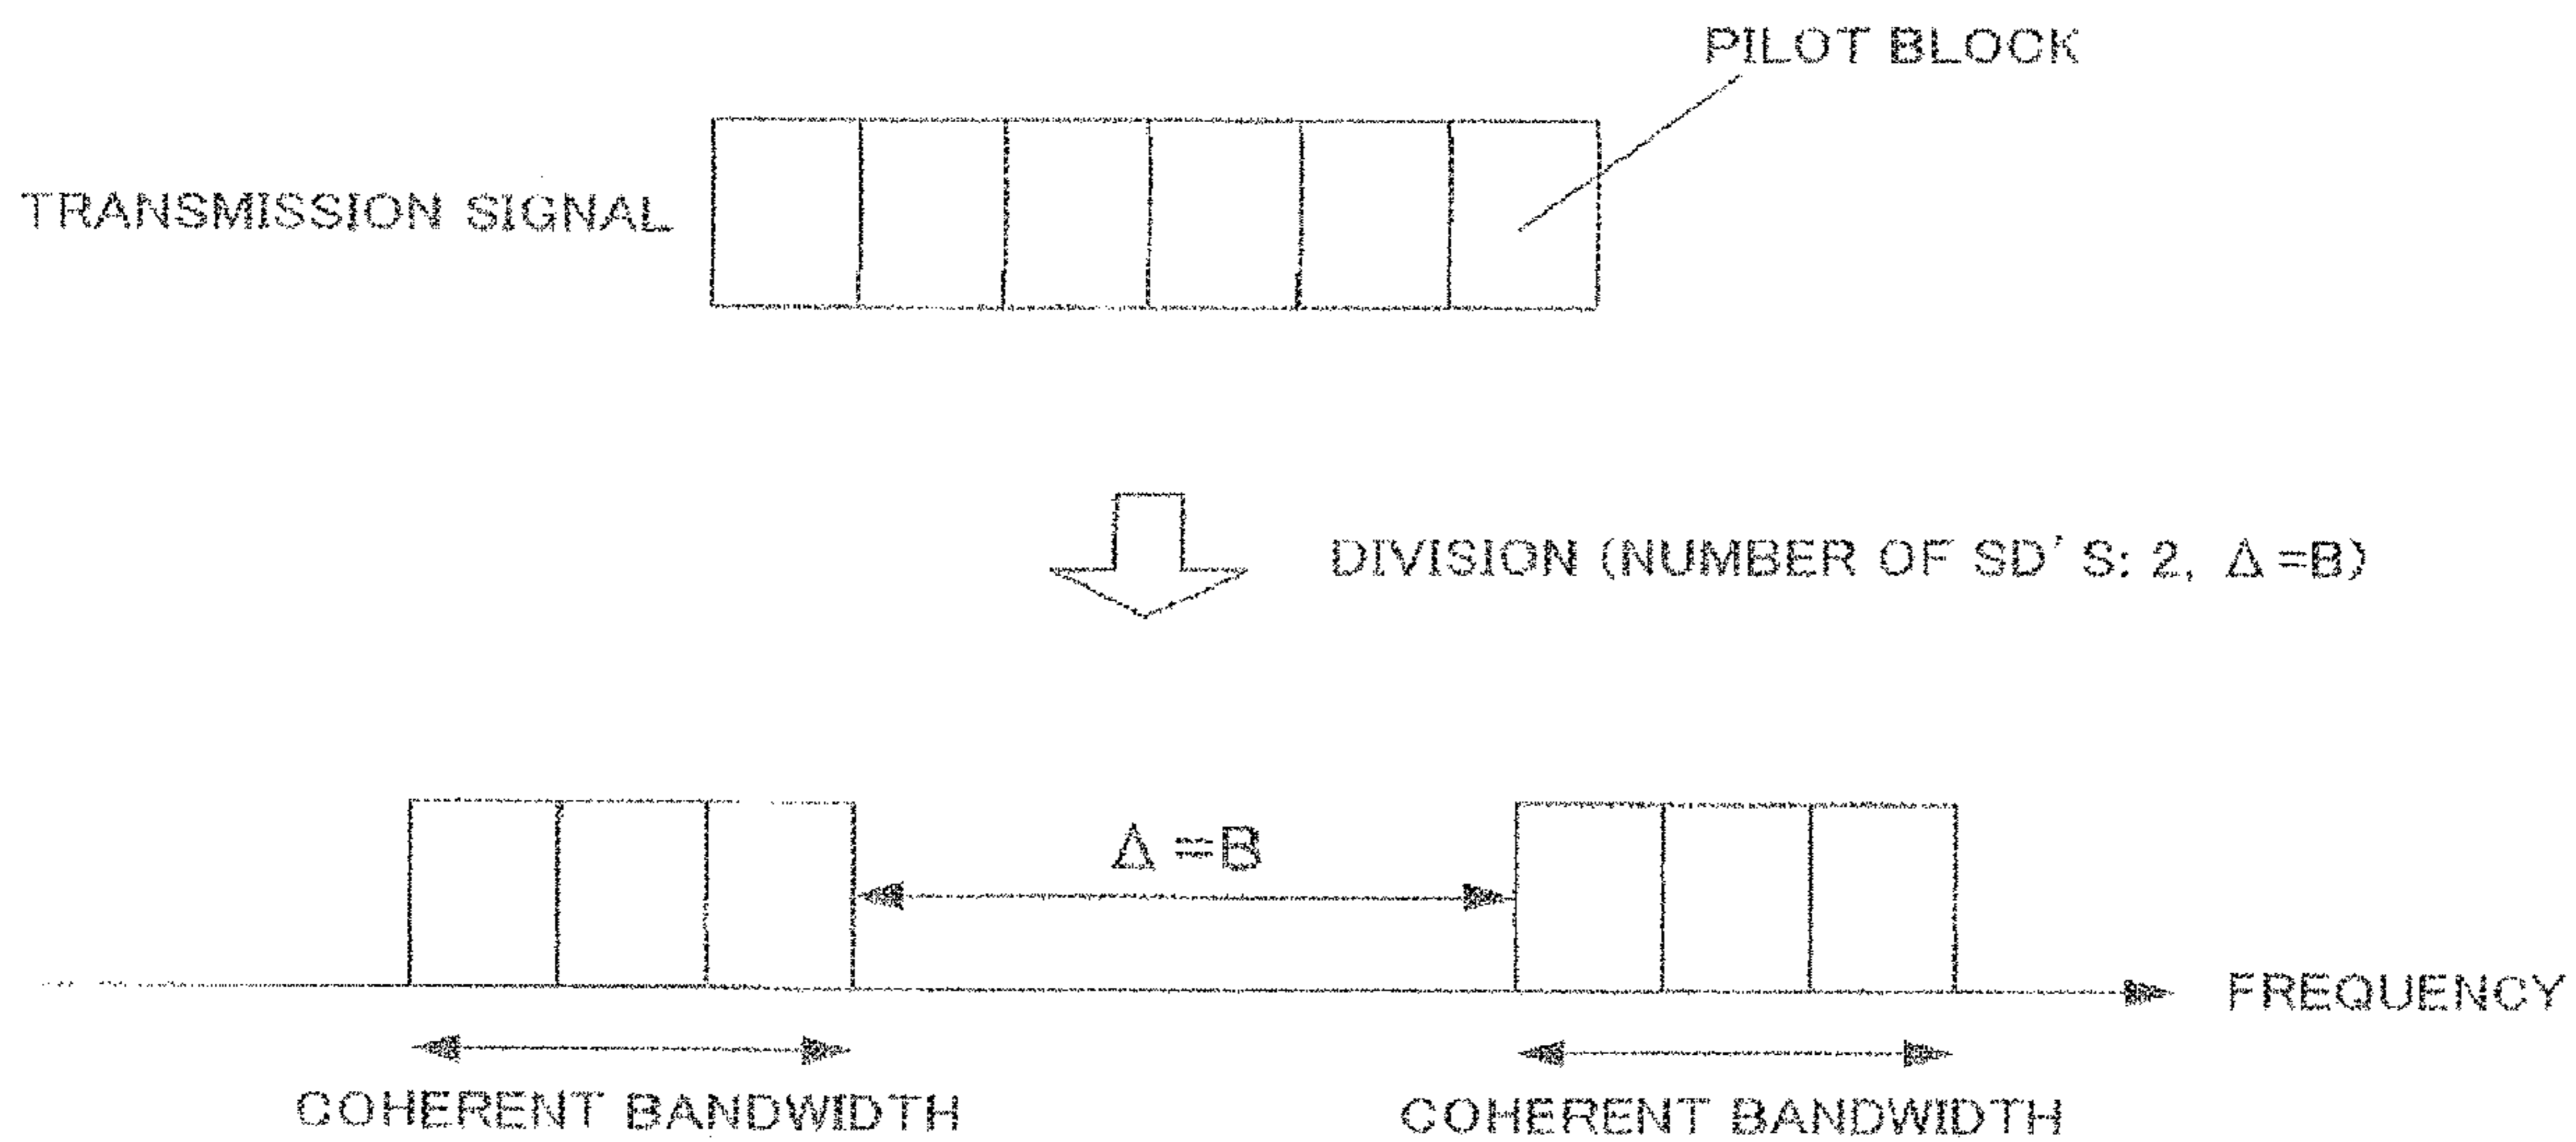 PILOT BLOCK
TRANSMISSION SIGNAL
DIVISION (NUMBER OF SD'S: 2, Δ=B)
Δ=B
FREQUENCY
COHERENT BANDWIDTH
COHERENT BANDWIDTH